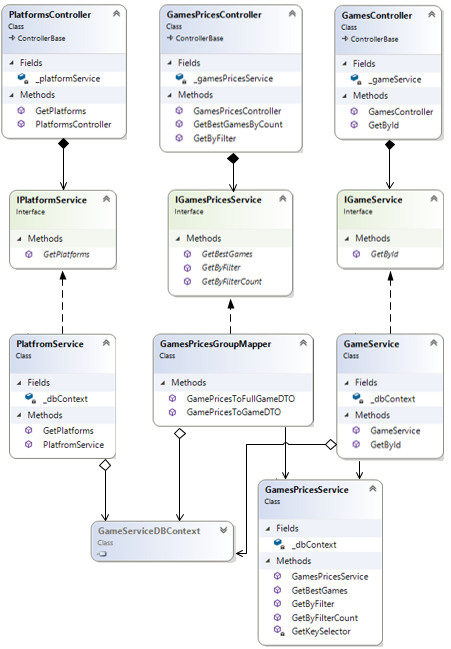 PlatformsController
Class
ControllerBase
Fields
_platformService
Methods
GetPlatforms
PlatformsController
GamesPricesController
Class
ControllerBase
Fields
_gamesPricesService
Methods
GamesPricesController
GetBestGamesByCount
GetByFilter
GamesController
Class
ControllerBase
Fields
_gameService
Methods
GamesController
GetById
IPlatformService
Interface
Methods
GetPlatforms
IGamesPricesService
Interface
Methods
GetBestGames
GetByFilter
GetByFilterCount
IGameService
Interface
Methods
GetById
PlatfromService
Class
Fields
_dbContext
Methods
GetPlatforms
PlatfromService
GamesPricesGroupMapper
Class
Methods
GamePricesToFullGameDTO
GamePricesToGameDTO
GameService
Class
Fields
_dbContext
Methods
GameService
GetById
GameServiceDBContext
Class
GamesPricesService
Class
Fields
_dbContext
Methods
GamesPricesService
GetBestGames
GetByFilter
GetByFilterCount
GetKeySelector